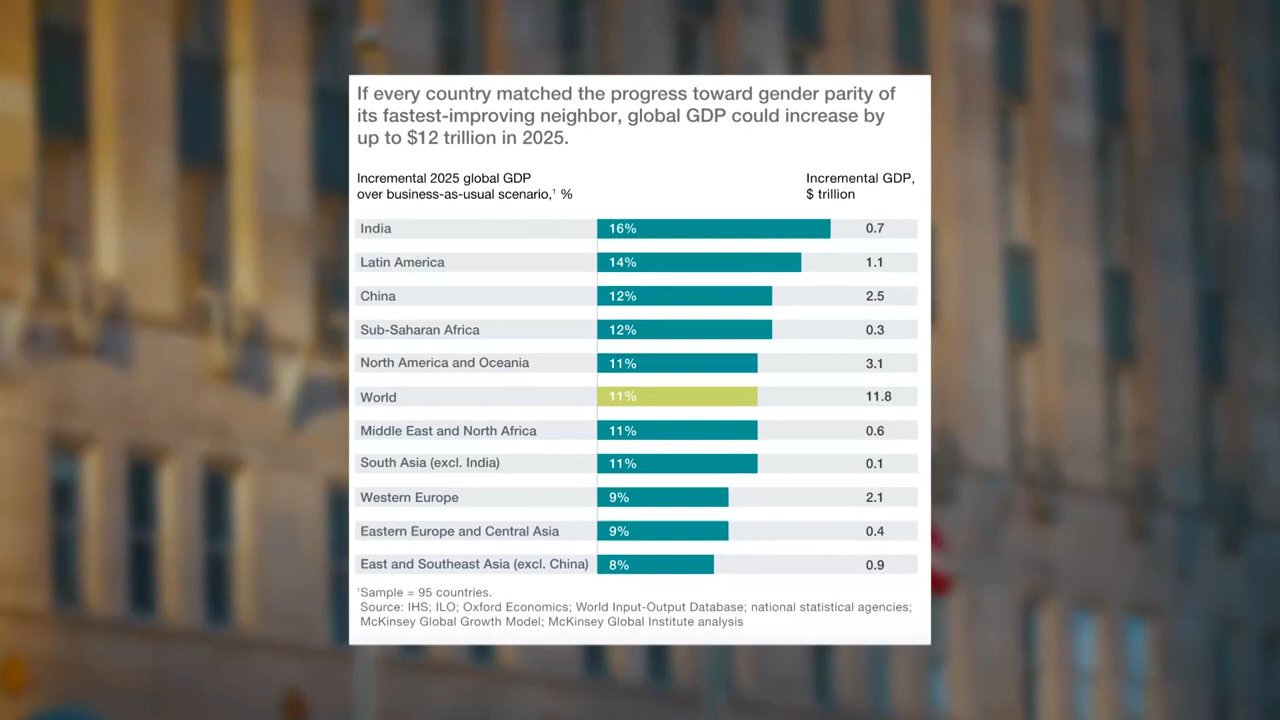 If every country matched the progress toward gender parity of
its fastest-improving neighbor, global GDP could increase by
up to $12 trillion in 2025.
Incremental 2025 global GDP
over business-as-usual scenario,¹ %
Incremental GDP,
$ trillion
India 16% 0.7
Latin America 14% 1.1
China 12% 2.5
Sub-Saharan Africa 12% 0.3
North America and Oceania 11% 3.1
World 11% 11.8
Middle East and North Africa 11% 0.6
South Asia (excl. India) 11% 0.1
Western Europe 9% 2.1
Eastern Europe and Central Asia 9% 0.4
East and Southeast Asia (excl. China) 8% 0.9
¹Sample = 95 countries.
Source: IHS; ILO; Oxford Economics; World Input-Output Database; national statistical agencies;
McKinsey Global Growth Model; McKinsey Global Institute analysis